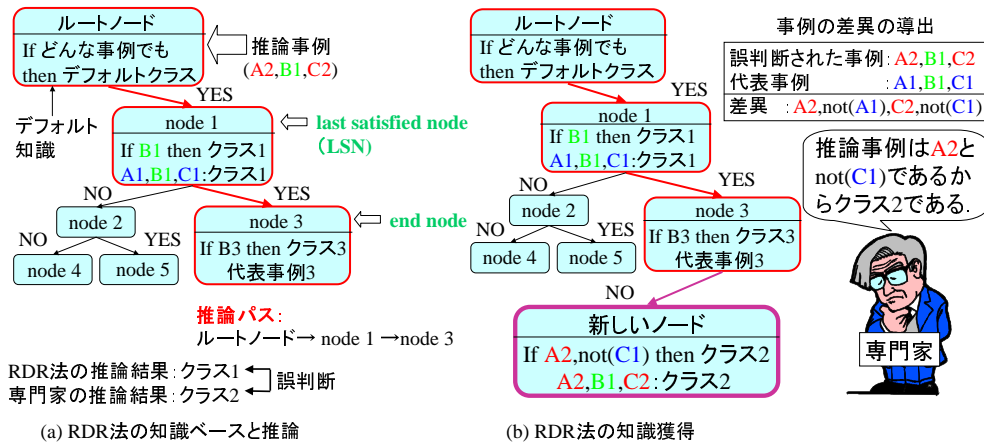 ルートノード
If どんな事例でも
then デフォルトクラス
推論事例
(A2,B1,C2)
YES
デフォルト
知識
node 1
If B1 then クラス1
A1,B1,C1:クラス1
last satisfied node
(LSN)
NO
YES
node 2
NO
YES
node 4
node 5
node 3
If B3 then クラス3
代表事例3
end node
推論パス:
ルートノード→ node 1 →node 3
RDR法の推論結果:クラス1
専門家の推論結果:クラス2
誤判断
(a) RDR法の知識ベースと推論
ルートノード
If どんな事例でも
then デフォルトクラス
YES
node 1
If B1 then クラス1
A1,B1,C1:クラス1
NO
YES
node 2
NO
YES
node 4
node 5
node 3
If B3 then クラス3
代表事例3
NO
新しいノード
If A2,not(C1) then クラス2
A2,B1,C2:クラス2
事例の差異の導出
誤判断された事例:A2,B1,C2
代表事例 :A1,B1,C1
差異 :A2,not(A1),C2,not(C1)
推論事例はA2と
not(C1)であるか
らクラス2である.
専門家
(b) RDR法の知識獲得